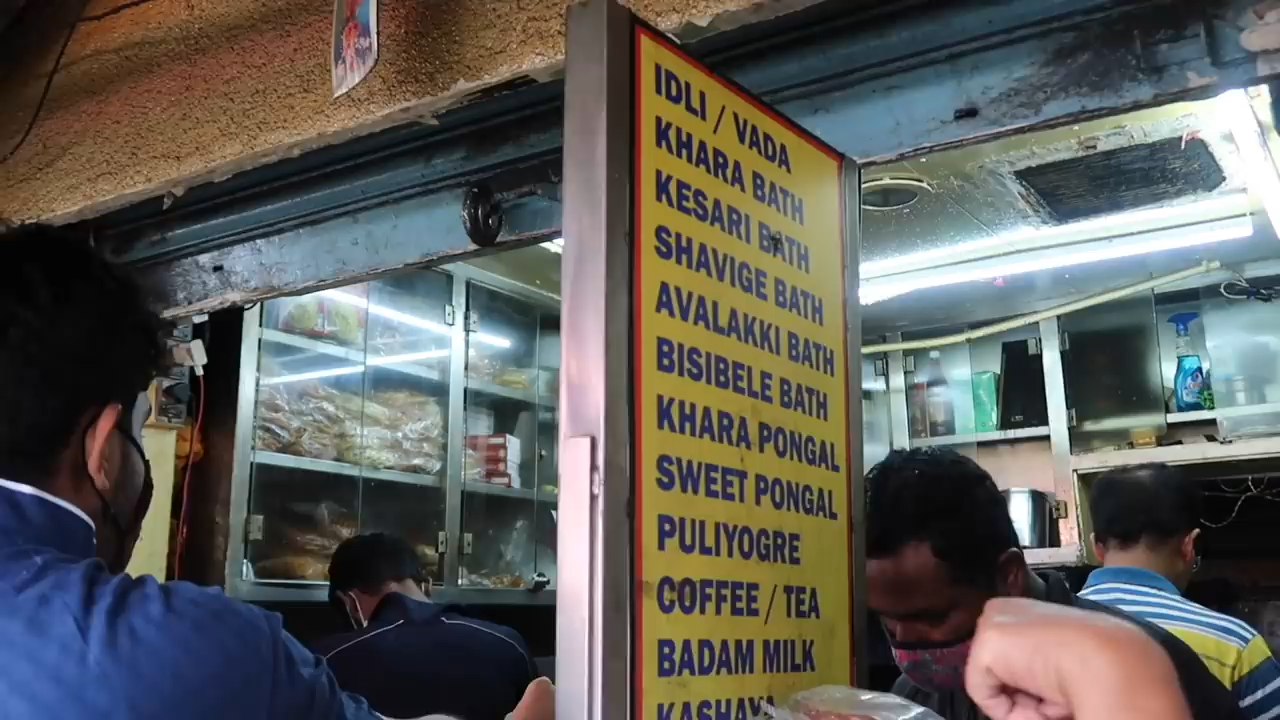 IDLI / VADA
KHARA BATH
KESARI BATH
SHAVIGE BATH
AVALAKKI BATH
BISIBELE BATH
KHARA PONGAL
SWEET PONGAL
PULIYOGRE
COFFEE / TEA
BADAM MILK
KASHAYA